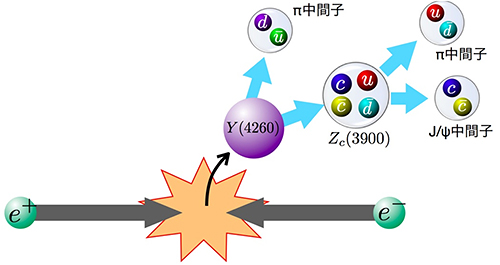 π中間子
d ū
u
d̄
π中間子
Y(4260)
c u
c̄ d̄
Z_c(3900)
c
c̄
J/ψ中間子
e⁺
e⁻